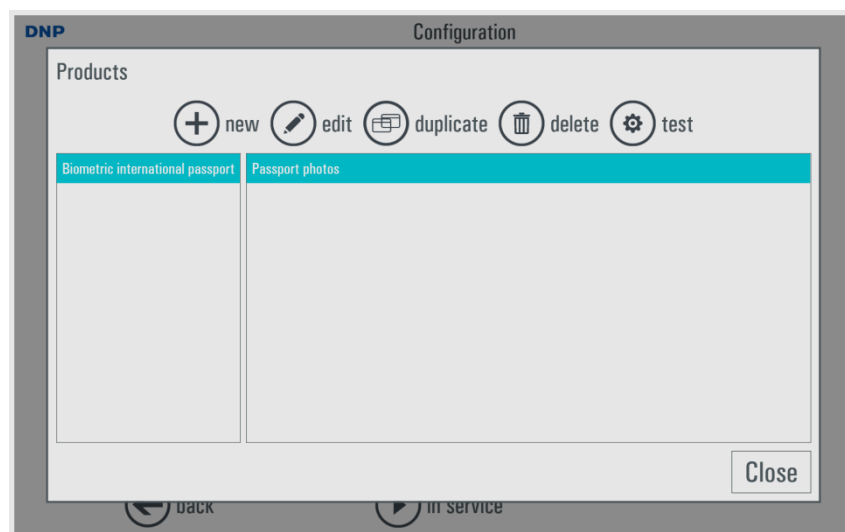 DNP Configuration
Products
new edit duplicate delete test
Biometric international passport Passport photos
Close
back in service